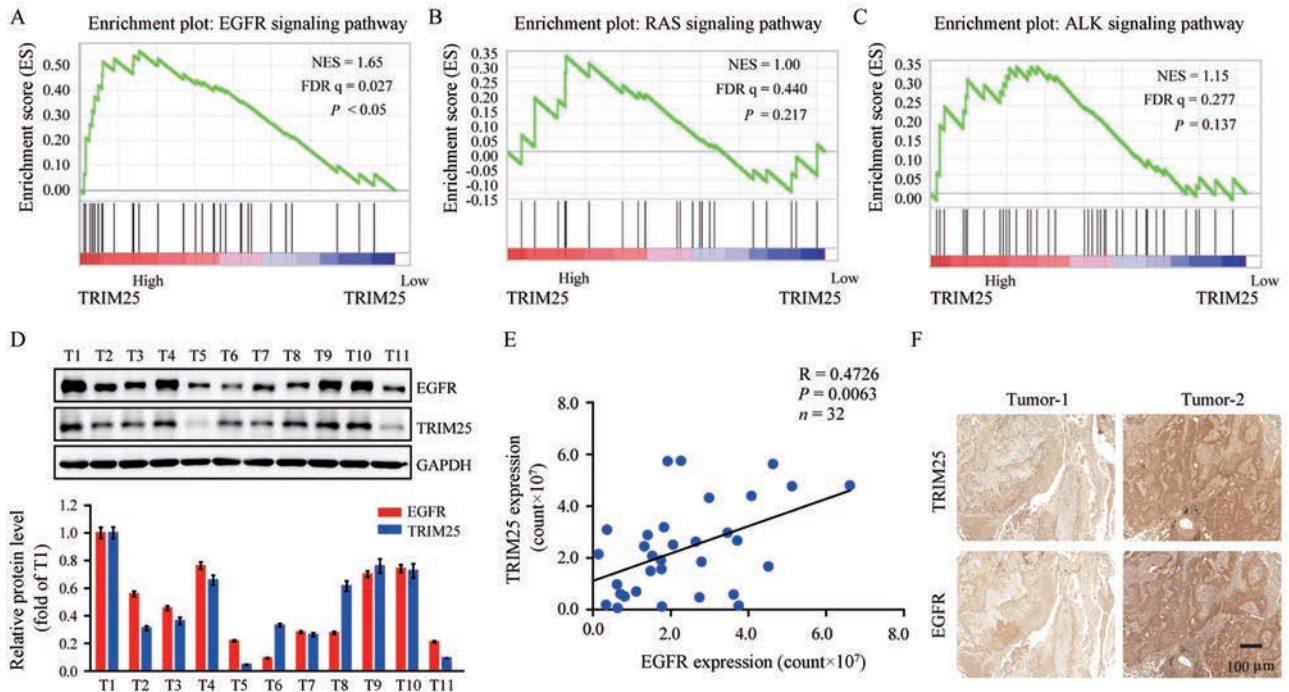 A
Enrichment plot: EGFR signaling pathway
Enrichment score (ES)
0.50
0.40
0.30
0.20
0.10
0.00
NES = 1.65
FDR q = 0.027
P < 0.05
High
Low
TRIM25
TRIM25
B
Enrichment plot: RAS signaling pathway
Enrichment score (ES)
0.35
0.30
0.25
0.20
0.15
0.10
0.05
0.00
-0.05
-0.10
-0.15
NES = 1.00
FDR q = 0.440
P = 0.217
High
Low
TRIM25
TRIM25
C
Enrichment plot: ALK signaling pathway
Enrichment score (ES)
0.35
0.30
0.25
0.20
0.15
0.10
0.05
0.00
NES = 1.15
FDR q = 0.277
P = 0.137
High
Low
TRIM25
TRIM25
D
T1 T2 T3 T4 T5 T6 T7 T8 T9 T10 T11
EGFR
TRIM25
GAPDH
Relative protein level
(fold of T1)
1.2
1.0
0.8
0.6
0.4
0.2
0.0
EGFR
TRIM25
T1 T2 T3 T4 T5 T6 T7 T8 T9 T10 T11
E
R = 0.4726
P = 0.0063
n = 32
TRIM25 expression
(count×10⁷)
8.0
6.0
4.0
2.0
0.0
0.0 2.0 4.0 6.0 8.0
EGFR expression (count×10⁷)
F
Tumor-1 Tumor-2
TRIM25
EGFR
100 µm